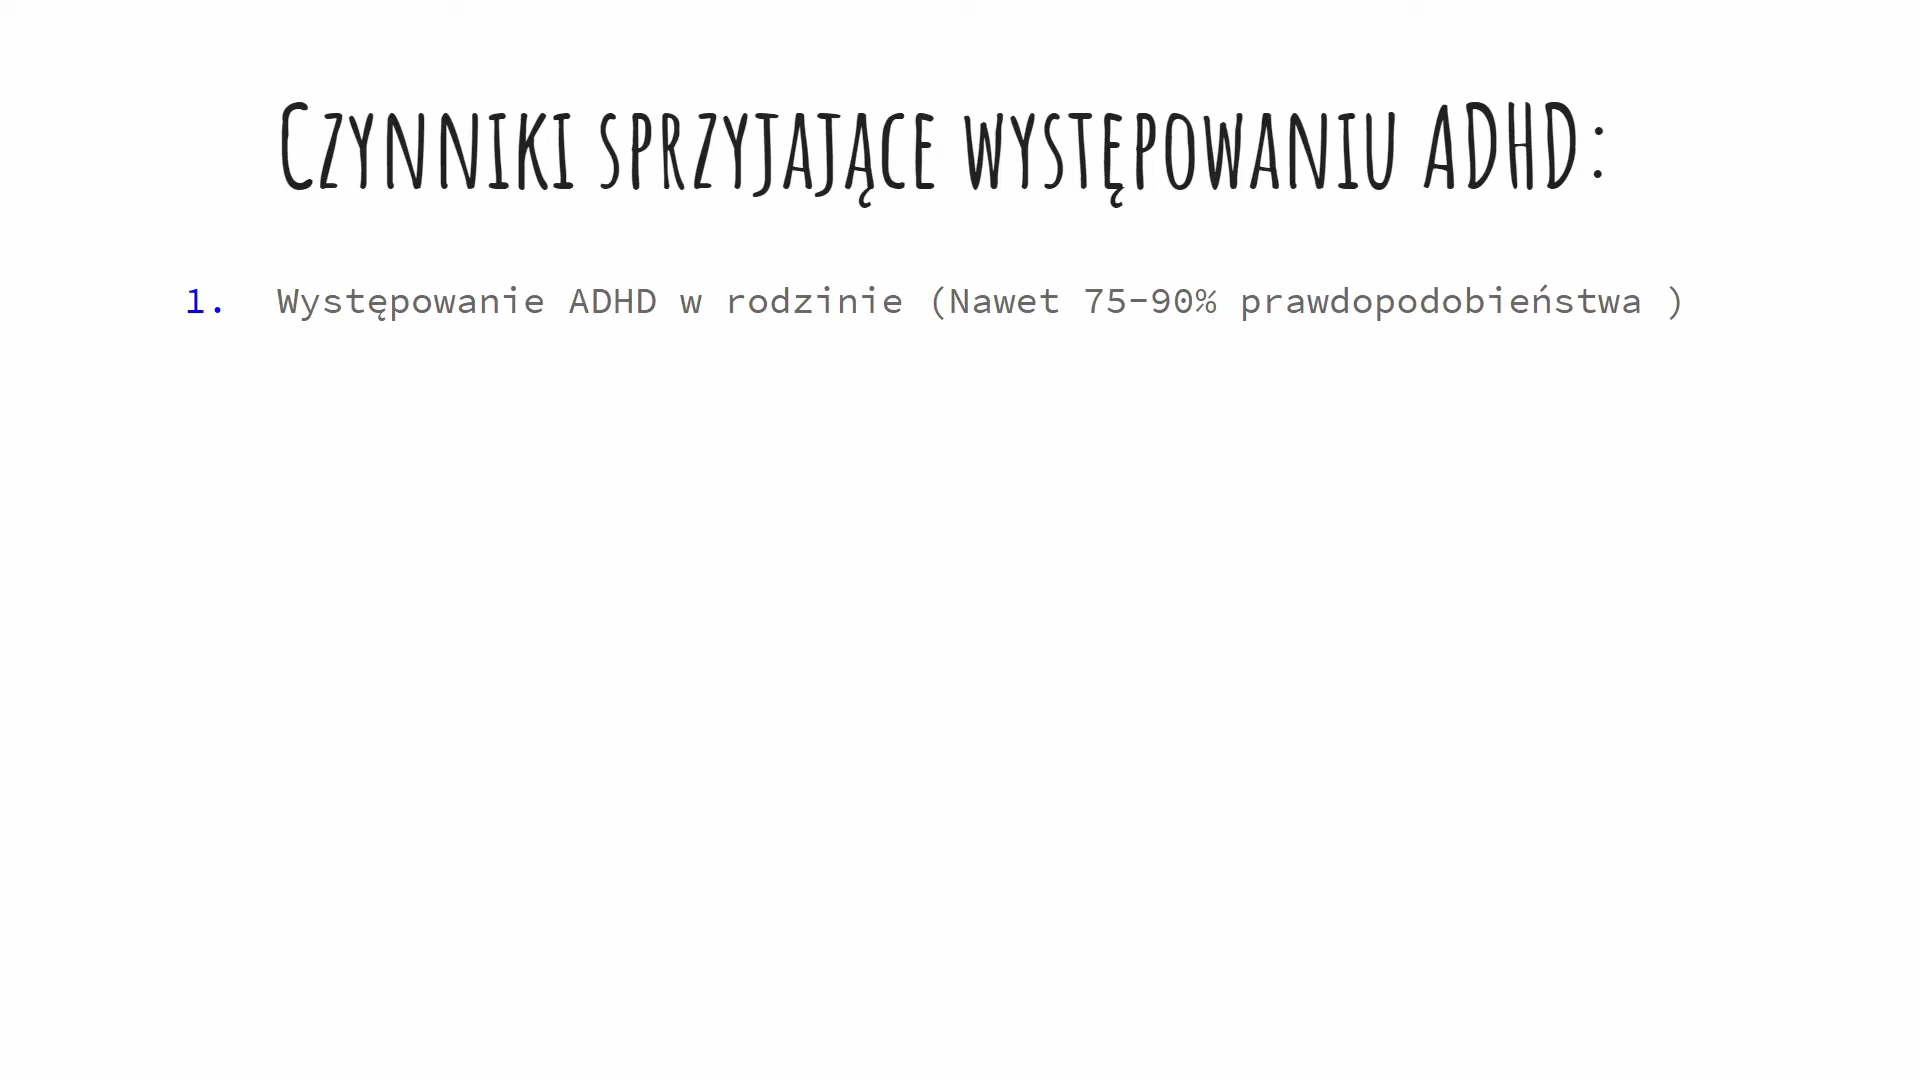 Czynniki sprzyjające występowaniu ADHD:
1. Występowanie ADHD w rodzinie (Nawet 75-90% prawdopodobieństwa )